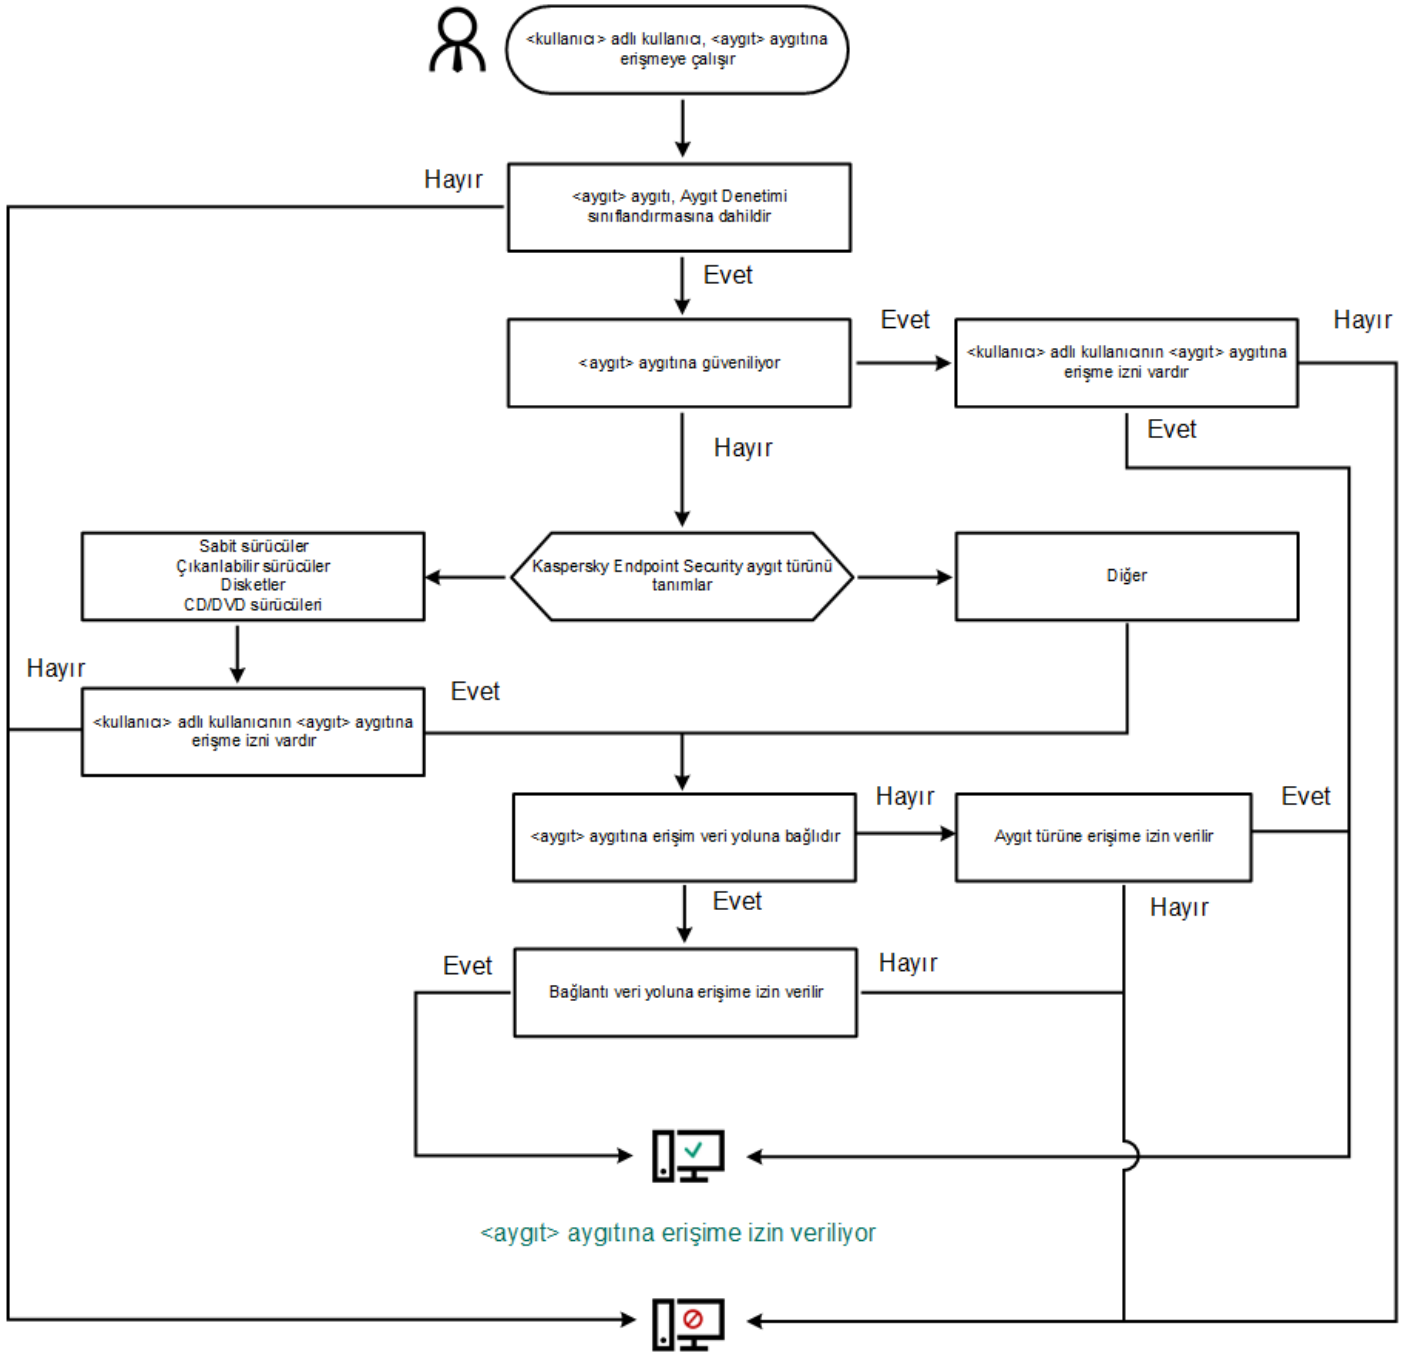 <kullanıcı> adlı kullanıcı, <aygıt> aygıtına
erişmeye çalışır
Hayır
<aygıt> aygıtı, Aygıt Denetimi
sınıflandırmasına dahildir
Evet
Evet
Hayır
<aygıt> aygıtına güveniliyor
<kullanıcı> adlı kullanıcının <aygıt> aygıtına
erişme izni vardır
Evet
Hayır
Sabit sürücüler
Çıkarılabilir sürücüler
Disketler
CD/DVD sürücüleri
Kaspersky Endpoint Security aygıt türünü
tanımlar
Diğer
Hayır
Evet
<kullanıcı> adlı kullanıcının <aygıt> aygıtına
erişme izni vardır
Hayır
Evet
<aygıt> aygıtına erişim veri yoluna bağlıdır
Aygıt türüne erişime izin verilir
Evet
Hayır
Evet
Hayır
Bağlantı veri yoluna erişime izin verilir
<aygıt> aygıtına erişime izin veriliyor